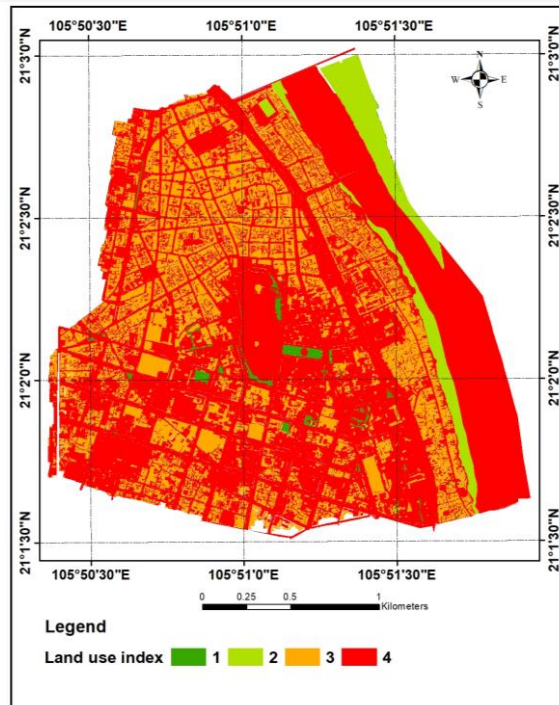 105°50'30"E 105°51'0"E 105°51'30"E
N
W E
S
21°3'0"N 21°3'0"N
21°2'30"N 21°2'30"N
21°2'0"N 21°2'0"N
21°1'30"N 21°1'30"N
105°50'30"E 105°51'0"E 105°51'30"E
0 0.25 0.5 1
Kilometers
Legend
Land use index 1 2 3 4